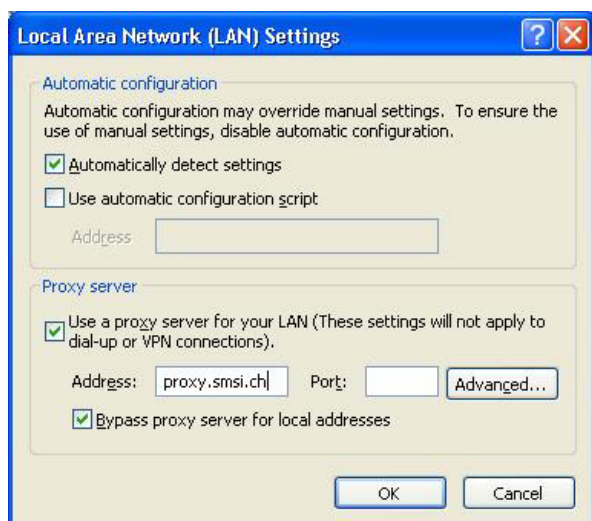 Local Area Network (LAN) Settings
Automatic configuration
Automatic configuration may override manual settings. To ensure the
use of manual settings, disable automatic configuration.
Automatically detect settings
Use automatic configuration script
Address
Proxy server
Use a proxy server for your LAN (These settings will not apply to
dial-up or VPN connections).
Address: proxy.smsi.ch Port: Advanced...
Bypass proxy server for local addresses
OK Cancel